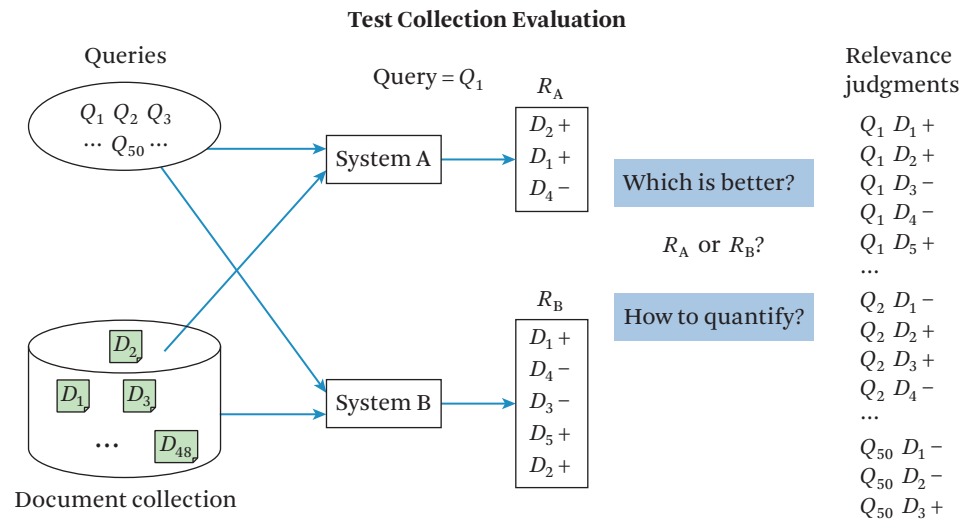 Test Collection Evaluation
Queries
Q1 Q2 Q3
... Q50 ...
Query = Q1
System A
RA
D2 +
D1 +
D4 −
Which is better?
RA or RB?
How to quantify?
D2
D1 D3
... D48
Document collection
System B
RB
D1 +
D4 −
D3 −
D5 +
D2 +
Relevance
judgments
Q1 D1 +
Q1 D2 +
Q1 D3 −
Q1 D4 −
Q1 D5 +
...
Q2 D1 −
Q2 D2 +
Q2 D3 +
Q2 D4 −
...
Q50 D1 −
Q50 D2 −
Q50 D3 +